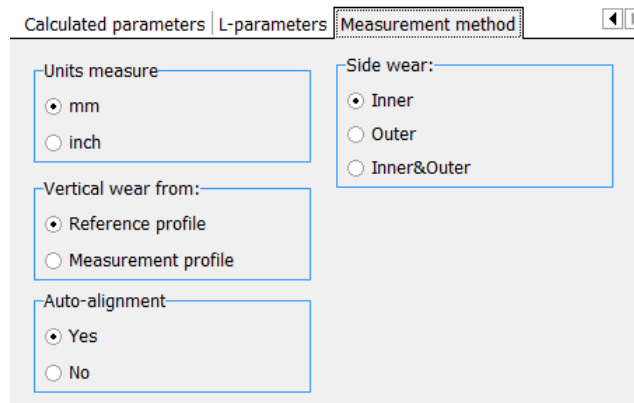 Calculated parameters L-parameters Measurement method
Units measure
mm
inch
Vertical wear from:
Reference profile
Measurement profile
Auto-alignment
Yes
No
Side wear:
Inner
Outer
Inner&Outer